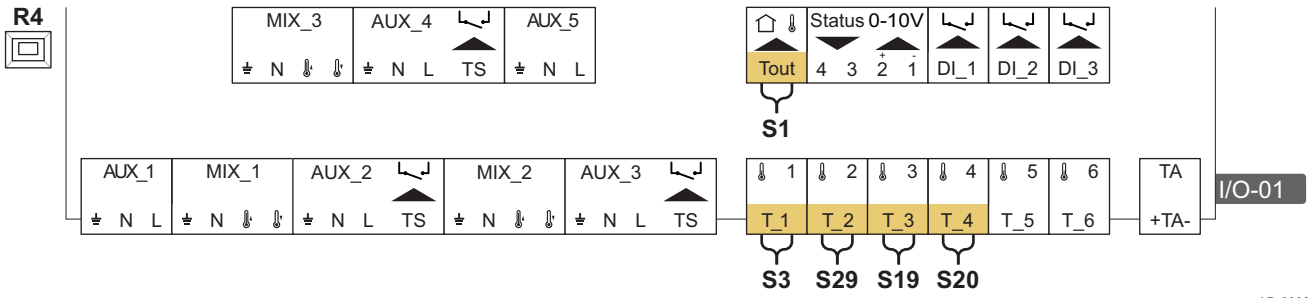 R4
MIX_3 AUX_4 AUX_5
N N L TS N L
Status 0-10V
Tout 4 3 + 2 - 1 DI_1 DI_2 DI_3
S1
AUX_1 MIX_1 AUX_2 MIX_2 AUX_3
N L N N L TS N N L TS
1 2 3 4 5 6 TA
T_1 T_2 T_3 T_4 T_5 T_6 +TA-
I/O-01
S3 S29 S19 S20